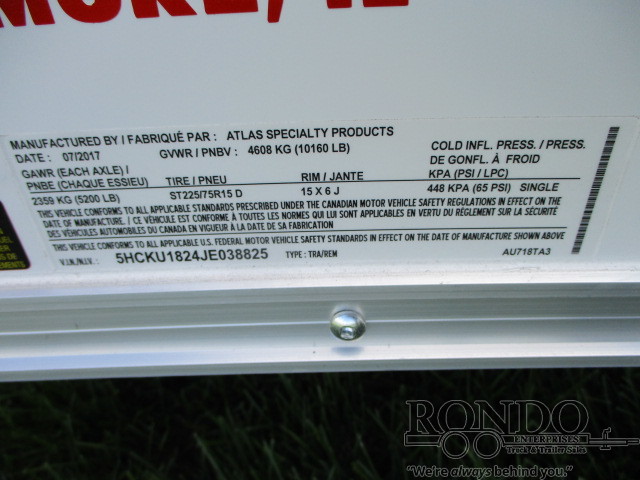 MANUFACTURED BY / FABRIQUÉ PAR : ATLAS SPECIALTY PRODUCTS
DATE : 07/2017 GVWR / PNBV : 4608 KG (10160 LB)
COLD INFL. PRESS. / PRESS.
DE GONFL. À FROID
GAWR (EACH AXLE) /
PNBE (CHAQUE ESSIEU) TIRE / PNEU RIM / JANTE KPA (PSI / LPC)
2359 KG (5200 LB) ST225/75R15 D 15 X 6 J 448 KPA (65 PSI) SINGLE
THIS VEHICLE CONFORMS TO ALL APPLICABLE STANDARDS PRESCRIBED UNDER THE CANADIAN MOTOR VEHICLE SAFETY REGULATIONS IN EFFECT ON THE
DATE OF MANUFACTURE / CE VÉHICULE EST CONFORME À TOUTES LES NORMES QUI LUI SONT APPLICABLES EN VERTU DU RÈGLEMENT SUR LA SÉCURITÉ
DES VÉHICULES AUTOMOBILES DU CANADA EN VIGUEUR À LA DATE DE SA FABRICATION.
THIS VEHICLE CONFORMS TO ALL APPLICABLE U.S. FEDERAL MOTOR VEHICLE SAFETY STANDARDS IN EFFECT ON THE DATE OF MANUFACTURE SHOWN ABOVE.
V.I.N./N.I.V. : 5HCKU1824JE038825 TYPE : TRA/REM AU718TA3
RONDO
ENTERPRISES
Truck & Trailer Sales
"We're always behind you."